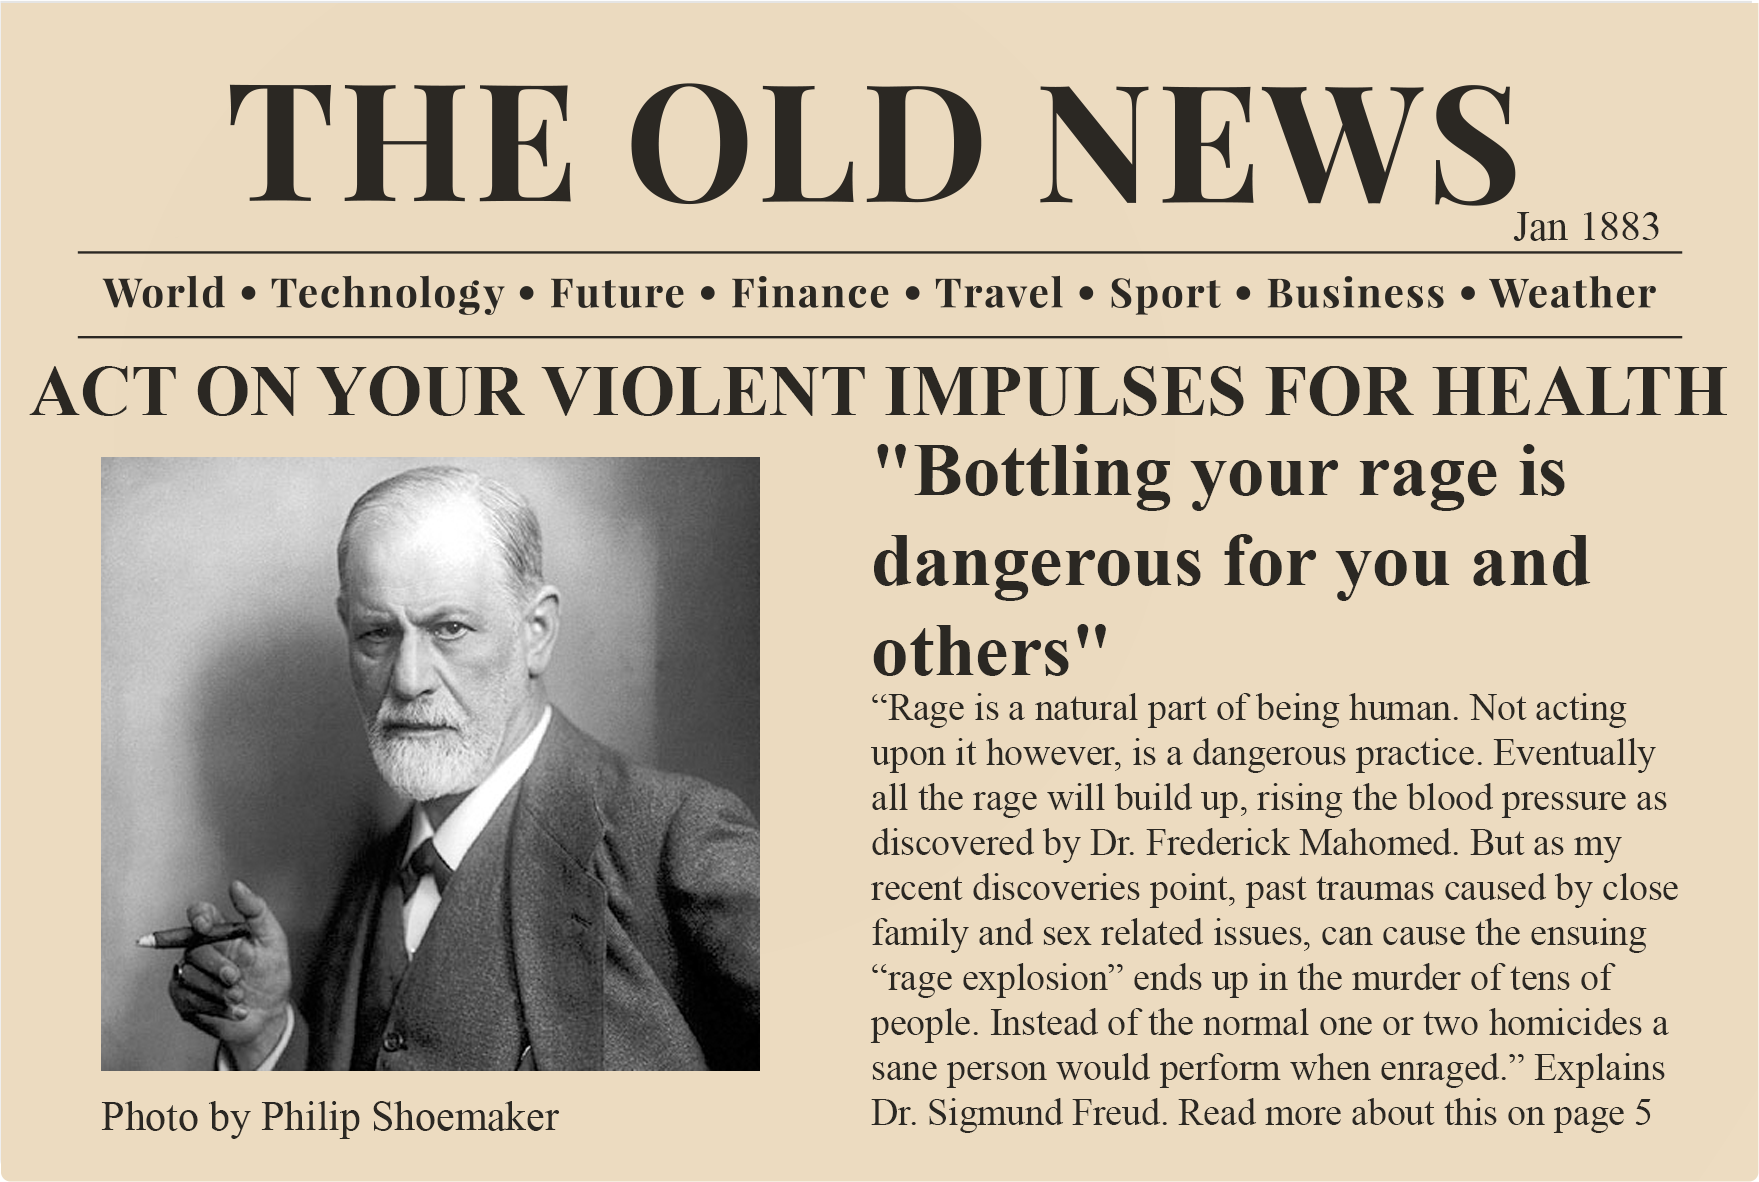 THE OLD NEWS
Jan 1883
World • Technology • Future • Finance • Travel • Sport • Business • Weather
ACT ON YOUR VIOLENT IMPULSES FOR HEALTH
"Bottling your rage is
dangerous for you and
others"
“Rage is a natural part of being human. Not acting
upon it however, is a dangerous practice. Eventually
all the rage will build up, rising the blood pressure as
discovered by Dr. Frederick Mahomed. But as my
recent discoveries point, past traumas caused by close
family and sex related issues, can cause the ensuing
“rage explosion” ends up in the murder of tens of
people. Instead of the normal one or two homicides a
sane person would perform when enraged.” Explains
Dr. Sigmund Freud. Read more about this on page 5
Photo by Philip Shoemaker